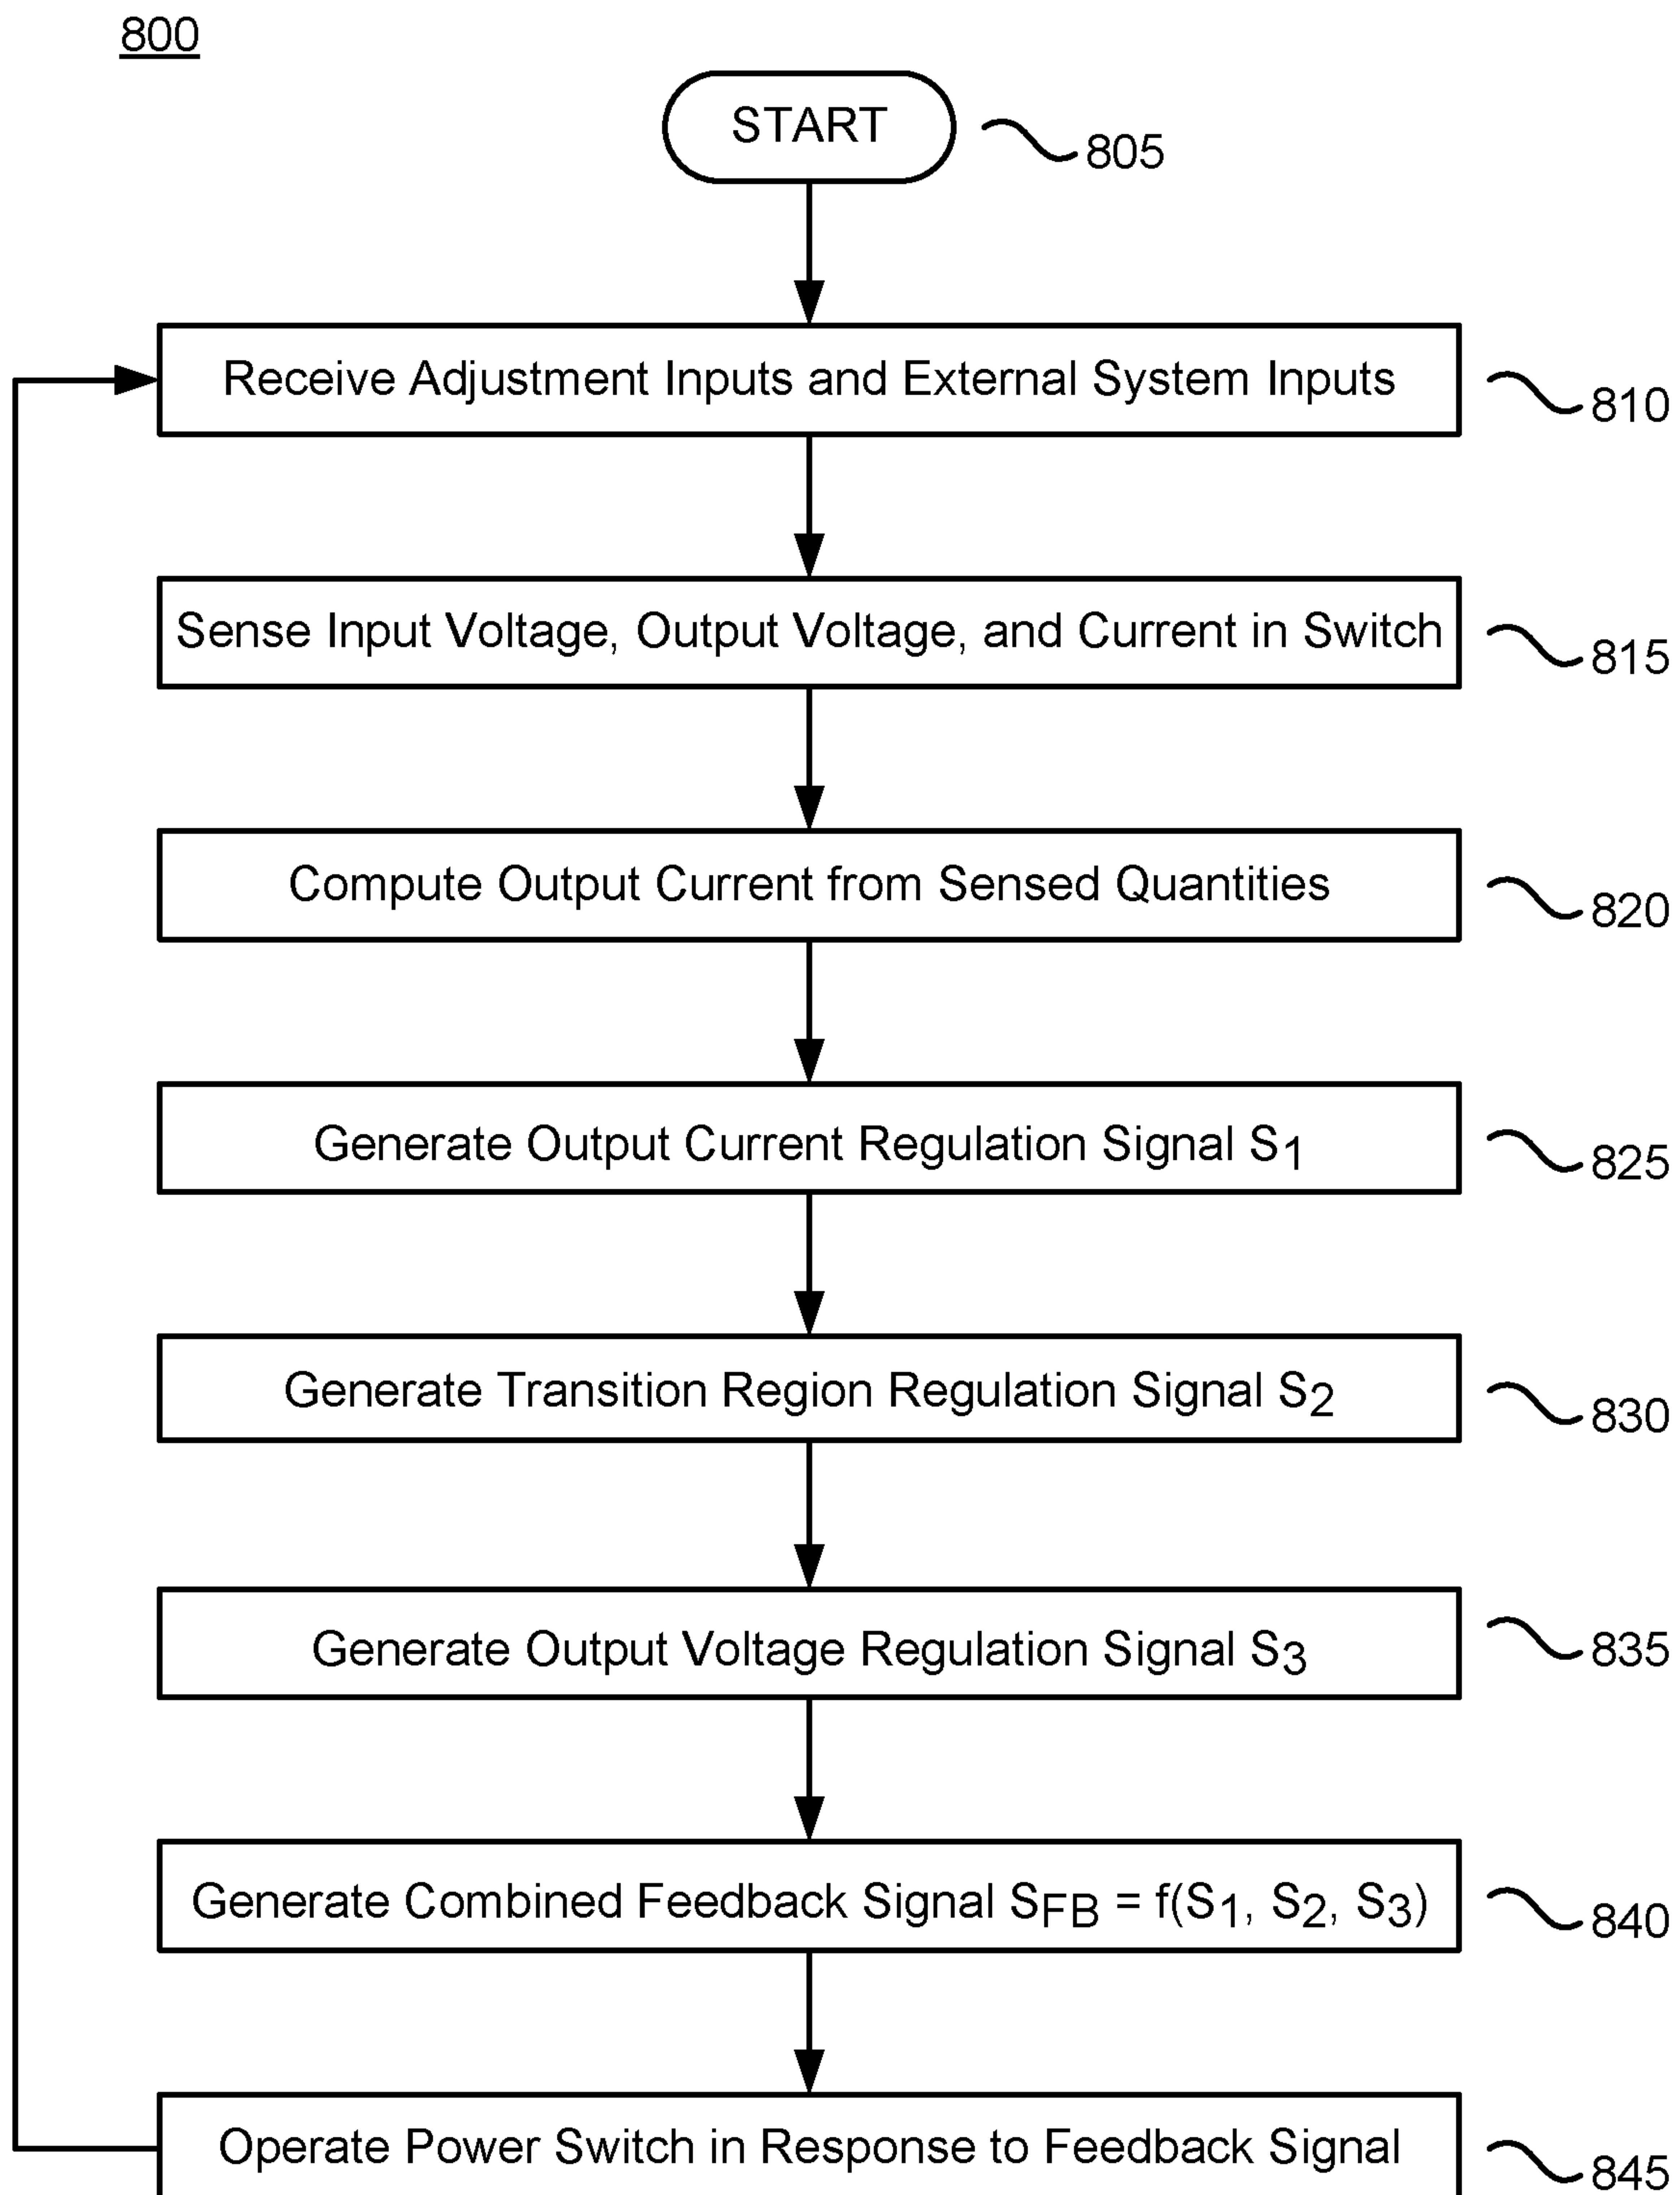 800
START
805
Receive Adjustment Inputs and External System Inputs
810
Sense Input Voltage, Output Voltage, and Current in Switch
815
Compute Output Current from Sensed Quantities
820
Generate Output Current Regulation Signal S1
825
Generate Transition Region Regulation Signal S2
830
Generate Output Voltage Regulation Signal S3
835
Generate Combined Feedback Signal SFB = f(S1, S2, S3)
840
Operate Power Switch in Response to Feedback Signal
845